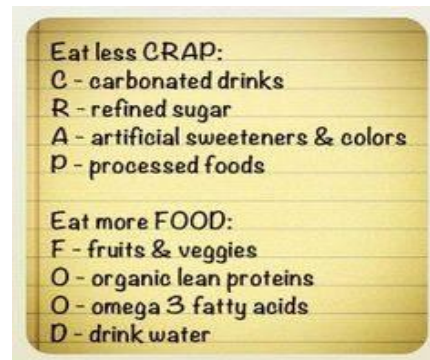 Eat less CRAP:
C - carbonated drinks
R - refined sugar
A - artificial sweeteners & colors
P - processed foods
Eat more FOOD:
F - fruits & veggies
O - organic lean proteins
O - omega 3 fatty acids
D - drink water